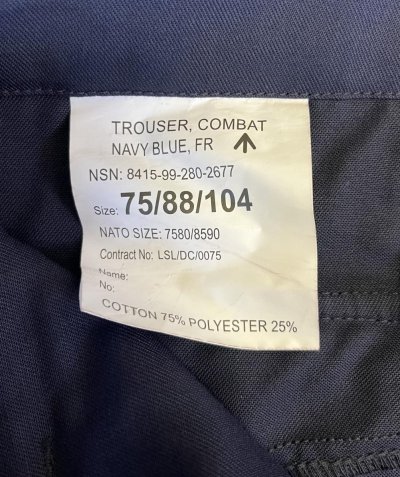 TROUSER, COMBAT
NAVY BLUE, FR
NSN: 8415-99-280-2677
Size: 75/88/104
NATO SIZE: 7580/8590
Contract No: LSL/DC/0075
Name:
No:
COTTON 75% POLYESTER 25%